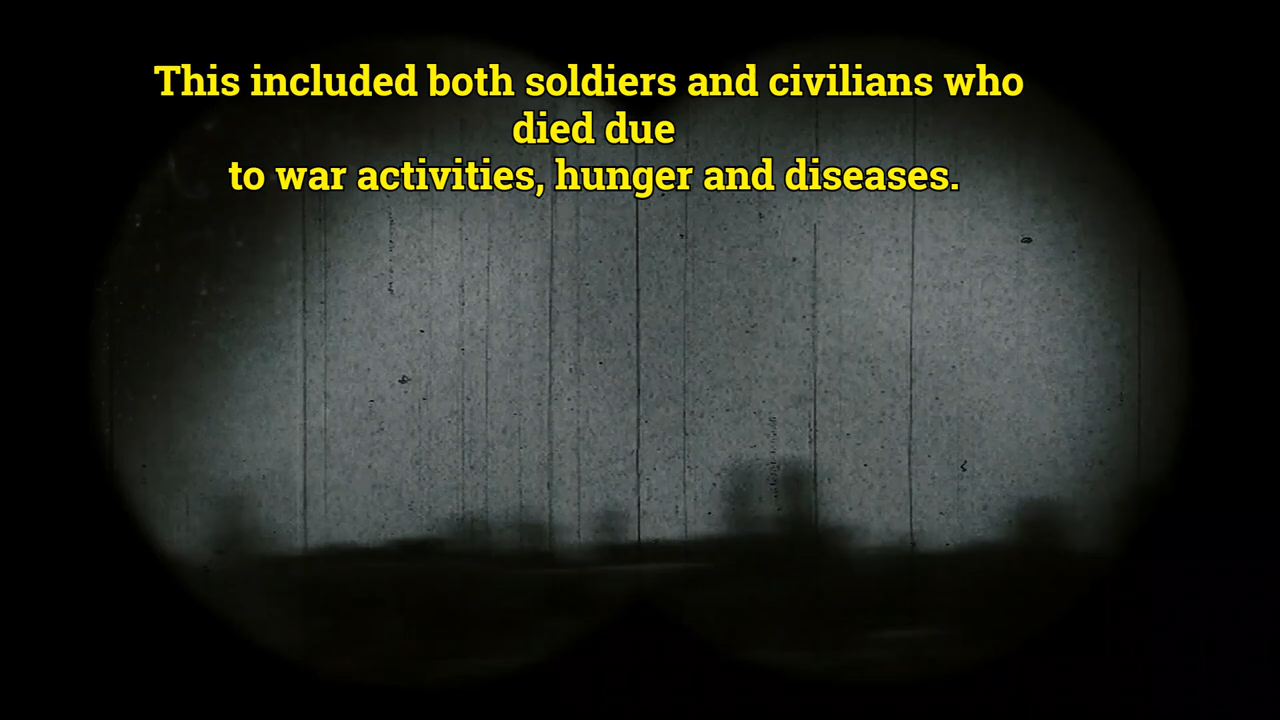 This included both soldiers and civilians who
died due
to war activities, hunger and diseases.